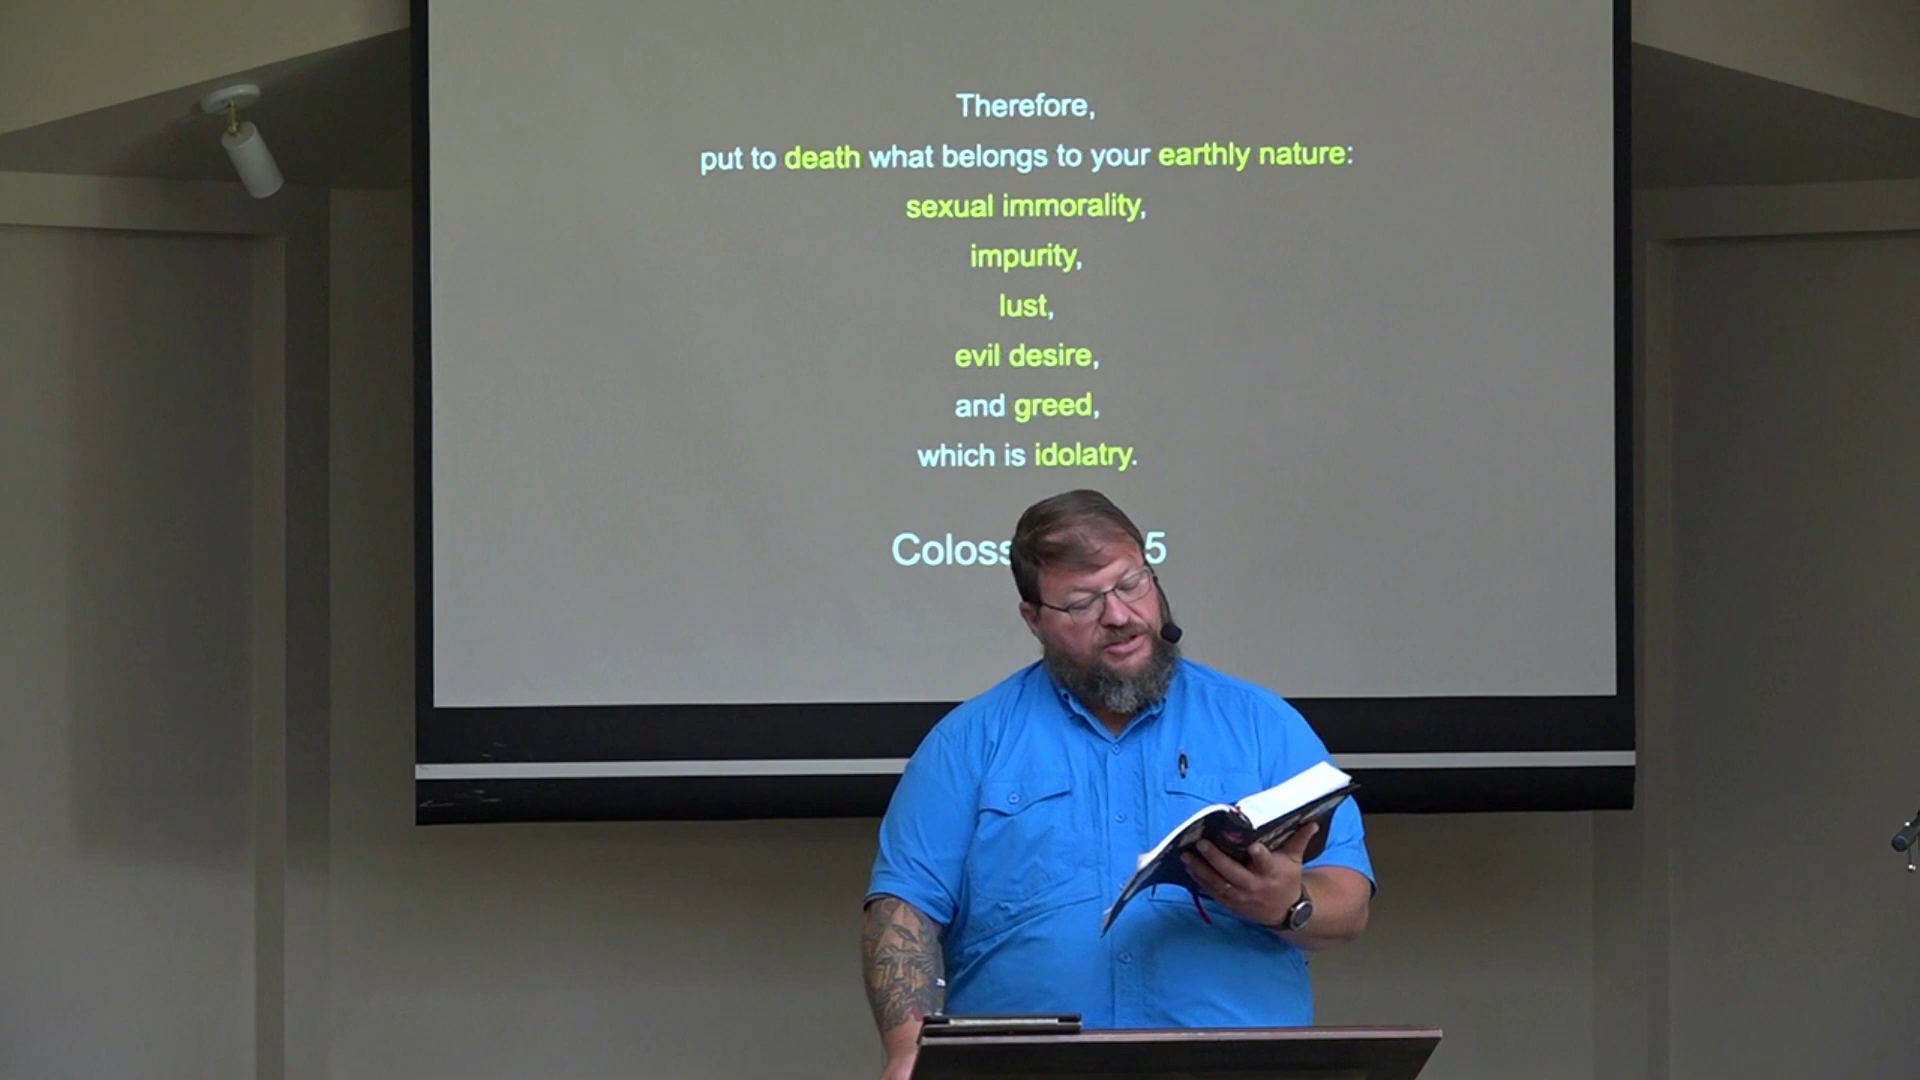 Therefore,
put to death what belongs to your earthly nature:
sexual immorality,
impurity,
lust,
evil desire,
and greed,
which is idolatry.
5